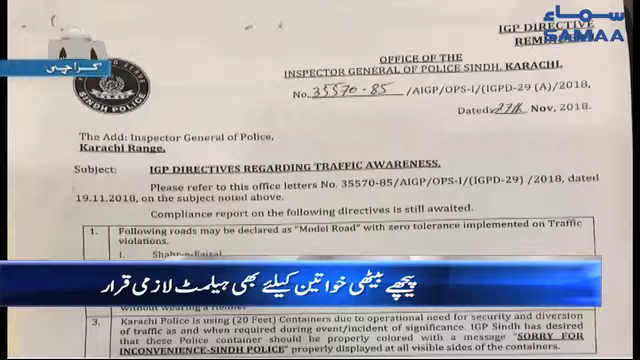 سماء
SAMAA
کراچی
SINDH POLICE
IGP DIRECTIVE
OFFICE OF THE
INSPECTOR GENERAL OF POLICE SINDH, KARACHI.
No. 35570-85 /AIGP/OPS-I/(IGPD-29 (A)/2018,
Dated: 27th Nov, 2018.
The Add: Inspector General of Police,
Karachi Range.
Subject: IGP DIRECTIVES REGARDING TRAFFIC AWARENESS.
Please refer to this office letters No. 35570-85/AIGP/OPS-I/(IGPD-29) /2018, dated
19.11.2018, on the subject noted above.
Compliance report on the following directives is still awaited.
1. Following roads may be declared as "Model Road" with zero tolerance implemented on Traffic
violations.
i. Shahr-e-Faisal
پیچھے بیٹھی خواتین کیلئے بھی ہیلمٹ لازمی قرار
without wearing a helmet
3. Karachi Police is using (20 Feet) Containers due to operational need for security and diversion
of traffic as and when required during event/incident of significance. IGP Sindh has desired
that these Police container should be properly colored with a message "SORRY FOR
INCONVENIENCE-SINDH POLICE" properly displayed at all visible sides of the containers.